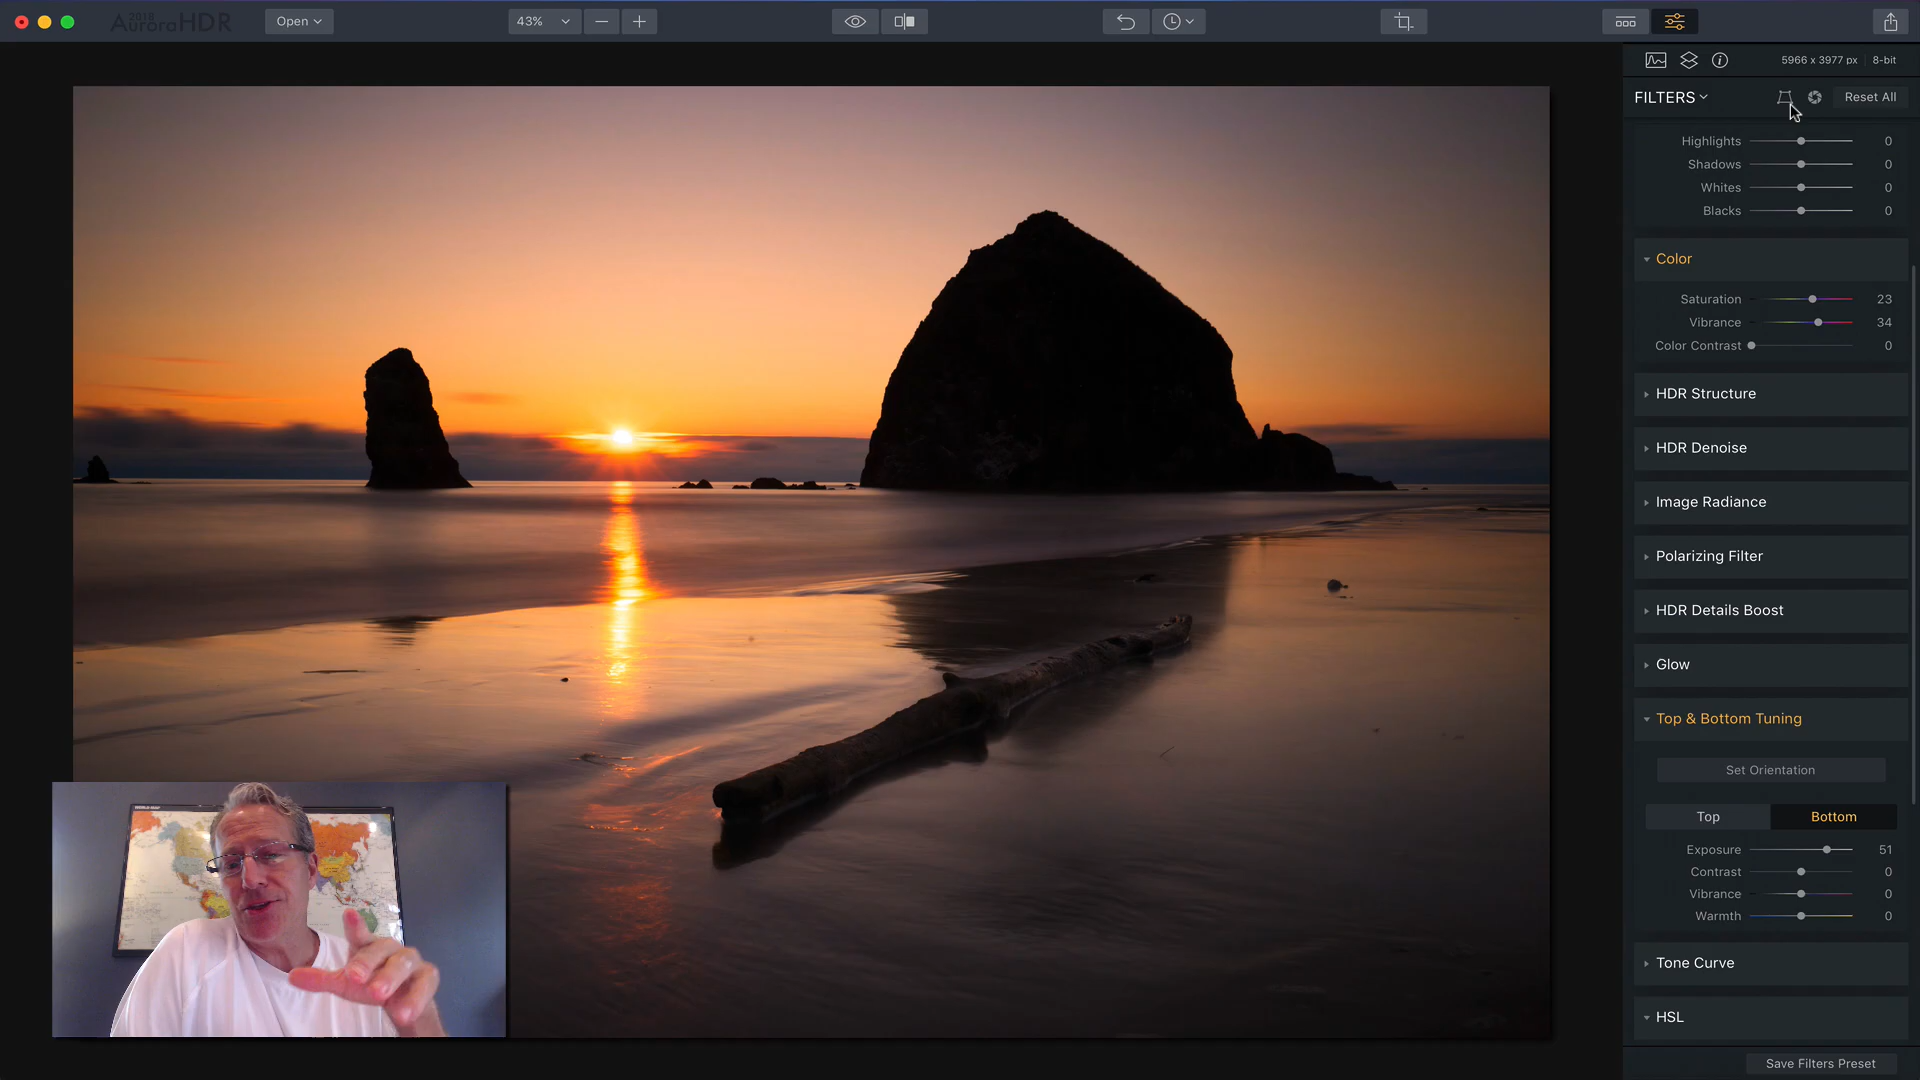 2018
AuroraHDR
Open
43%
5966 x 3977 px
8-bit
FILTERS
Reset All
Highlights 0
Shadows 0
Whites 0
Blacks 0
Color
Saturation 23
Vibrance 34
Color Contrast 0
HDR Structure
HDR Denoise
Image Radiance
Polarizing Filter
HDR Details Boost
Glow
Top & Bottom Tuning
Set Orientation
Top
Bottom
Exposure 51
Contrast 0
Vibrance 0
Warmth 0
Tone Curve
HSL
Save Filters Preset
WORLD MAP